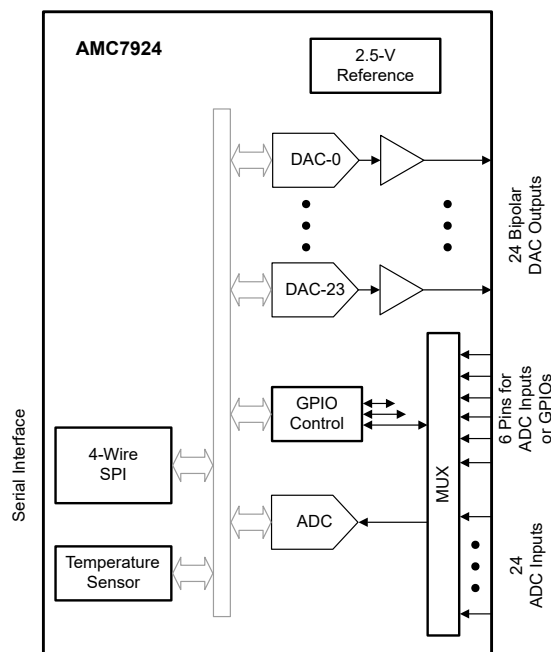 AMC7924
2.5-V
Reference
DAC-0
24 Bipolar
DAC Outputs
DAC-23
GPIO
Control
6 Pins for
ADC Inputs
or GPIOs
MUX
Serial Interface
4-Wire
SPI
ADC
Temperature
Sensor
24
ADC Inputs